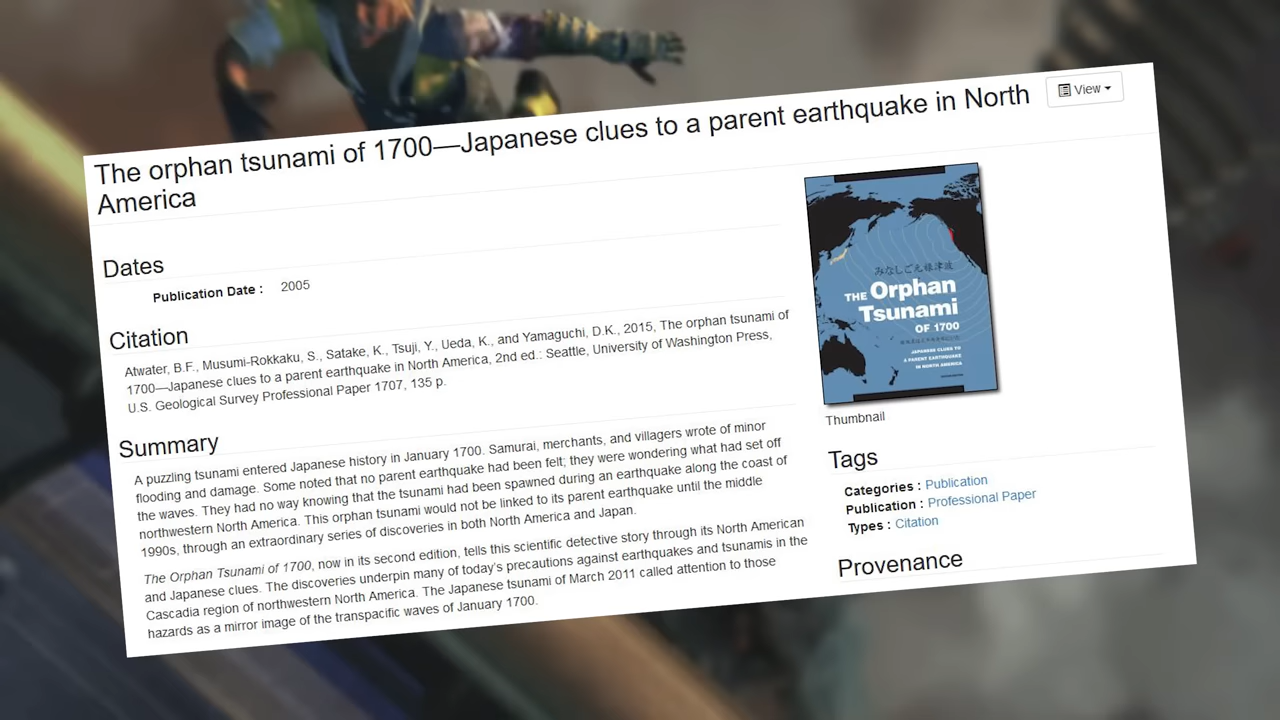 The orphan tsunami of 1700—Japanese clues to a parent earthquake in North
America
View
Dates
Publication Date : 2005
Citation
Atwater, B.F., Musumi-Rokkaku, S., Satake, K., Tsuji, Y., Ueda, K., and Yamaguchi, D.K., 2015, The orphan tsunami of
1700—Japanese clues to a parent earthquake in North America, 2nd ed.: Seattle, University of Washington Press,
U.S. Geological Survey Professional Paper 1707, 135 p.
Summary
A puzzling tsunami entered Japanese history in January 1700. Samurai, merchants, and villagers wrote of minor
flooding and damage. Some noted that no parent earthquake had been felt; they were wondering what had set off
the waves. They had no way knowing that the tsunami had been spawned during an earthquake along the coast of
northwestern North America. This orphan tsunami would not be linked to its parent earthquake until the middle
1990s, through an extraordinary series of discoveries in both North America and Japan.
The Orphan Tsunami of 1700, now in its second edition, tells this scientific detective story through its North American
and Japanese clues. The discoveries underpin many of today's precautions against earthquakes and tsunamis in the
Cascadia region of northwestern North America. The Japanese tsunami of March 2011 called attention to those
hazards as a mirror image of the transpacific waves of January 1700.
みなしご元禄津波
THE Orphan
Tsunami
OF 1700
JAPANESE CLUES TO
A PARENT EARTHQUAKE
IN NORTH AMERICA
Thumbnail
Tags
Categories : Publication
Publication : Professional Paper
Types : Citation
Provenance